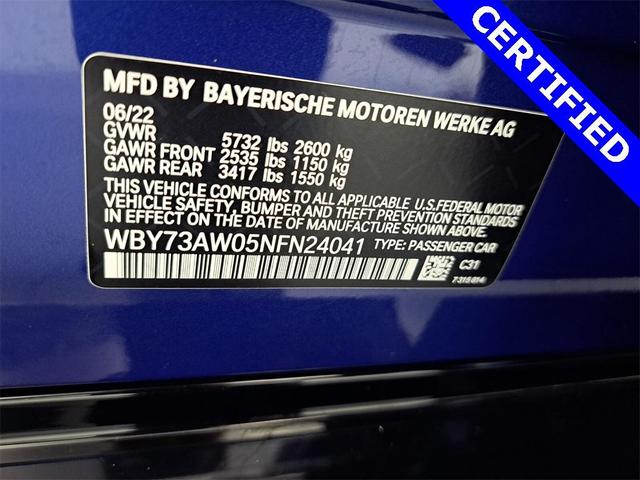 CERTIFIED
MFD BY BAYERISCHE MOTOREN WERKE AG
06/22
GVWR 5732 lbs 2600 kg
GAWR FRONT 2535 lbs 1150 kg
GAWR REAR 3417 lbs 1550 kg
THIS VEHICLE CONFORMS TO ALL APPLICABLE U.S.FEDERAL MOTOR
VEHICLE SAFETY, BUMPER AND THEFT PREVENTION STANDARDS
IN EFFECT ON THE DATE OF MANUFACTURE SHOWN ABOVE.
WBY73AW05NFN24041 TYPE: PASSENGER CAR
C31